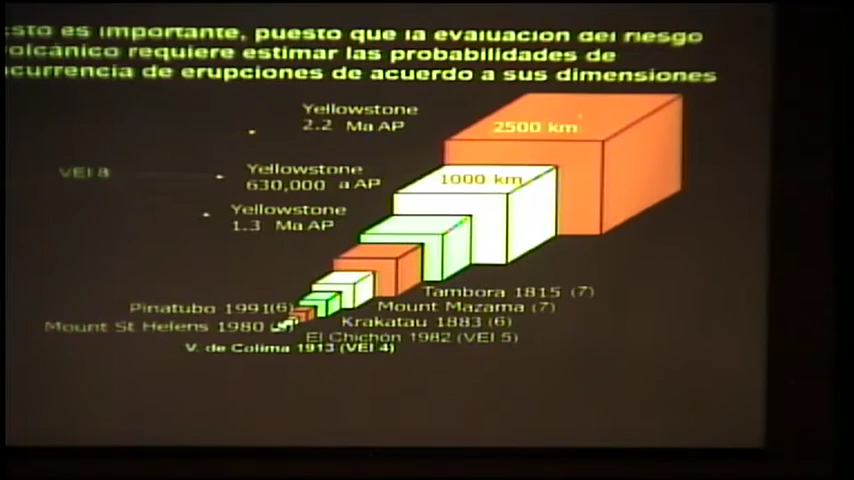 sto es importante, puesto que la evaluación del riesgo
olcánico requiere estimar las probabilidades de
currencia de erupciones de acuerdo a sus dimensiones
Yellowstone
2.2 Ma AP
2500 km
VEI 8
Yellowstone
630,000 a AP
1000 km
Yellowstone
1.3 Ma AP
Tambora 1815 (7)
Pinatubo 1991(6)
Mount Mazama (7)
Mount St Helens 1980
Krakatau 1883 (6)
El Chichón 1982 (VEI 5)
V. de Colima 1913 (VEI 4)